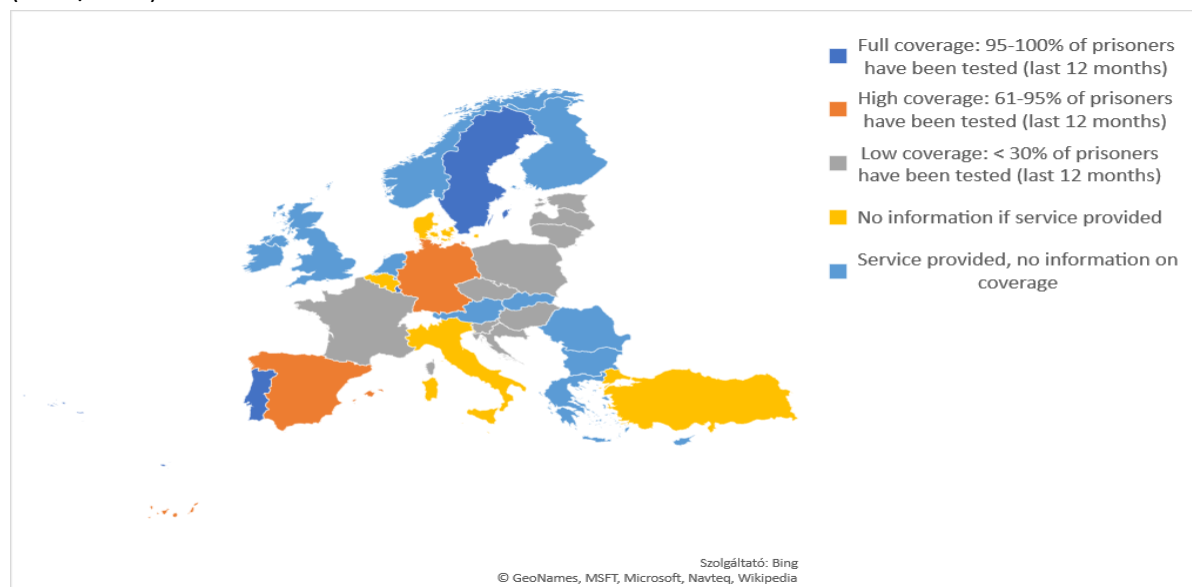 Full coverage: 95-100% of prisoners
have been tested (last 12 months)
High coverage: 61-95% of prisoners
have been tested (last 12 months)
Low coverage: < 30% of prisoners
have been tested (last 12 months)
No information if service provided
Service provided, no information on
coverage
Szolgáltató: Bing
© GeoNames, MSFT, Microsoft, Navteq, Wikipedia